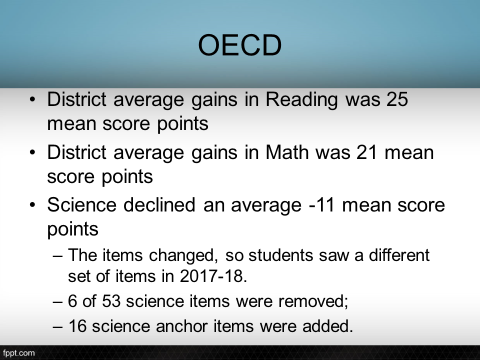 OECD
• District average gains in Reading was 25
mean score points
• District average gains in Math was 21 mean
score points
• Science declined an average -11 mean score
points
– The items changed, so students saw a different
set of items in 2017-18.
– 6 of 53 science items were removed;
– 16 science anchor items were added.
fppt.com